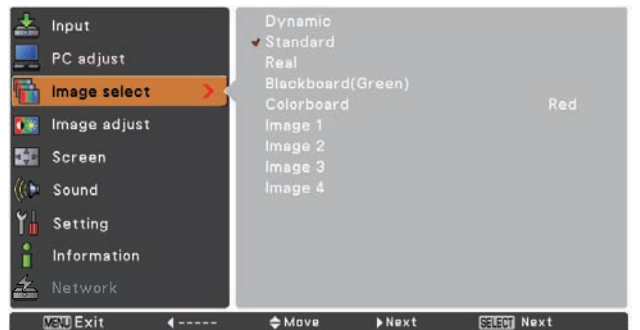 Input
PC adjust
Image select
Image adjust
Screen
Sound
Setting
Information
Network
Dynamic
Standard
Real
Blackboard(Green)
Colorboard Red
Image 1
Image 2
Image 3
Image 4
MENU Exit ----- Move Next SELECT Next